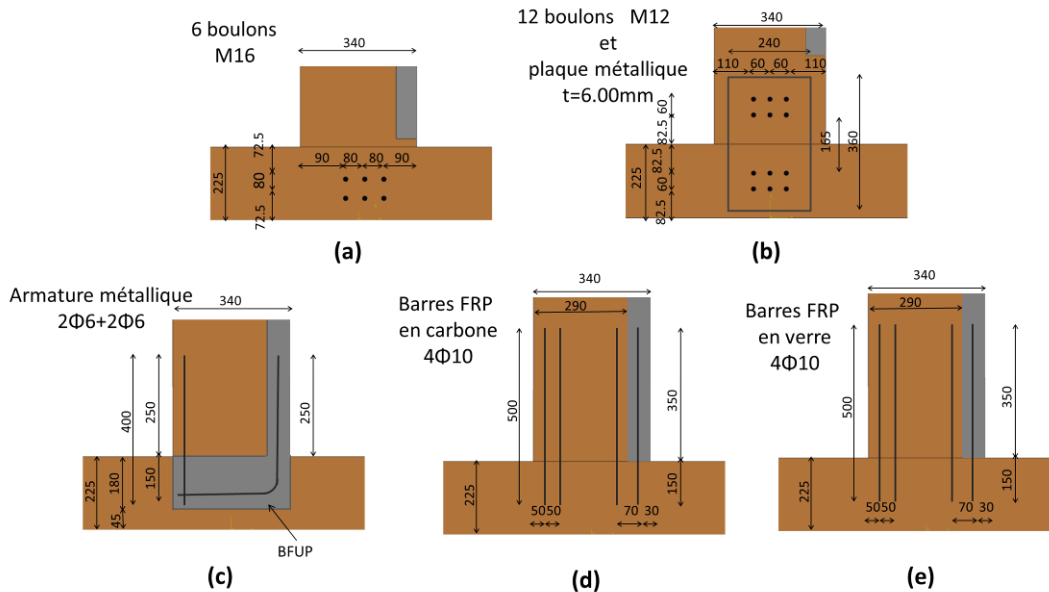 6 boulons
M16
340
72.5
90
80
80
90
225
80
72.5
(a)
12 boulons M12
et
plaque métallique
t=6.00mm
340
240
110
60
60
110
60
82.5
165
360
225
82.5
60
82.5
(b)
Armature métallique
2Φ6+2Φ6
340
400
250
250
225
180
150
45
BFUP
(c)
Barres FRP
en carbone
4Φ10
340
290
500
350
225
150
50
50
70
30
(d)
Barres FRP
en verre
4Φ10
340
290
500
350
225
150
50
50
70
30
(e)